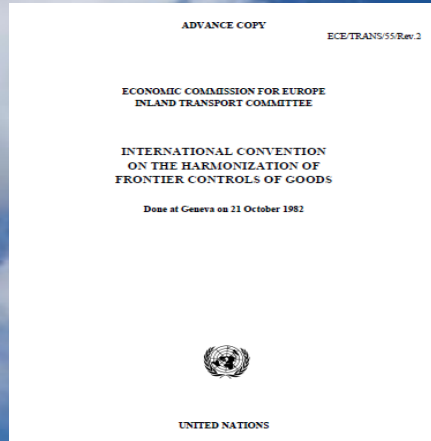 ADVANCE COPY
ECE/TRANS/55/Rev.2
ECONOMIC COMMISSION FOR EUROPE
INLAND TRANSPORT COMMITTEE
INTERNATIONAL CONVENTION
ON THE HARMONIZATION OF
FRONTIER CONTROLS OF GOODS
Done at Geneva on 21 October 1982
UNITED NATIONS